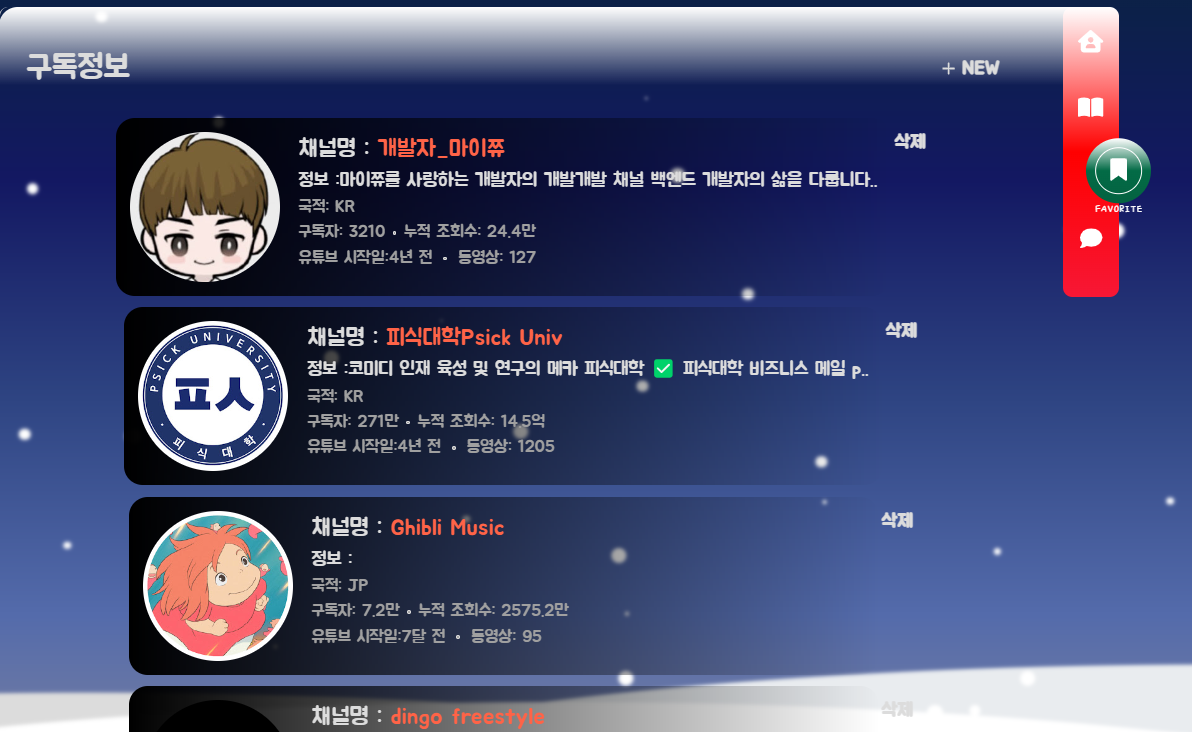 구독정보
+ NEW
채널명 : 개발자_마이쮸
삭제
정보 :마이쮸를 사랑하는 개발자의 개발개발 채널 백엔드 개발자의 삶을 다룹니다..
국적: KR
구독자: 3210 • 누적 조회수: 24.4만
유튜브 시작일:4년 전 • 동영상: 127
FAVORITE
PSICK UNIVERSITY
피식
피식대학
채널명 : 피식대학Psick Univ
삭제
정보 :코미디 인재 육성 및 연구의 메카 피식대학 ✅ 피식대학 비즈니스 메일 p..
국적: KR
구독자: 271만 • 누적 조회수: 14.5억
유튜브 시작일:4년 전 • 동영상: 1205
채널명 : Ghibli Music
삭제
정보 :
국적: JP
구독자: 7.2만 • 누적 조회수: 2575.2만
유튜브 시작일:7달 전 • 동영상: 95
채널명 : dingo freestyle
삭제